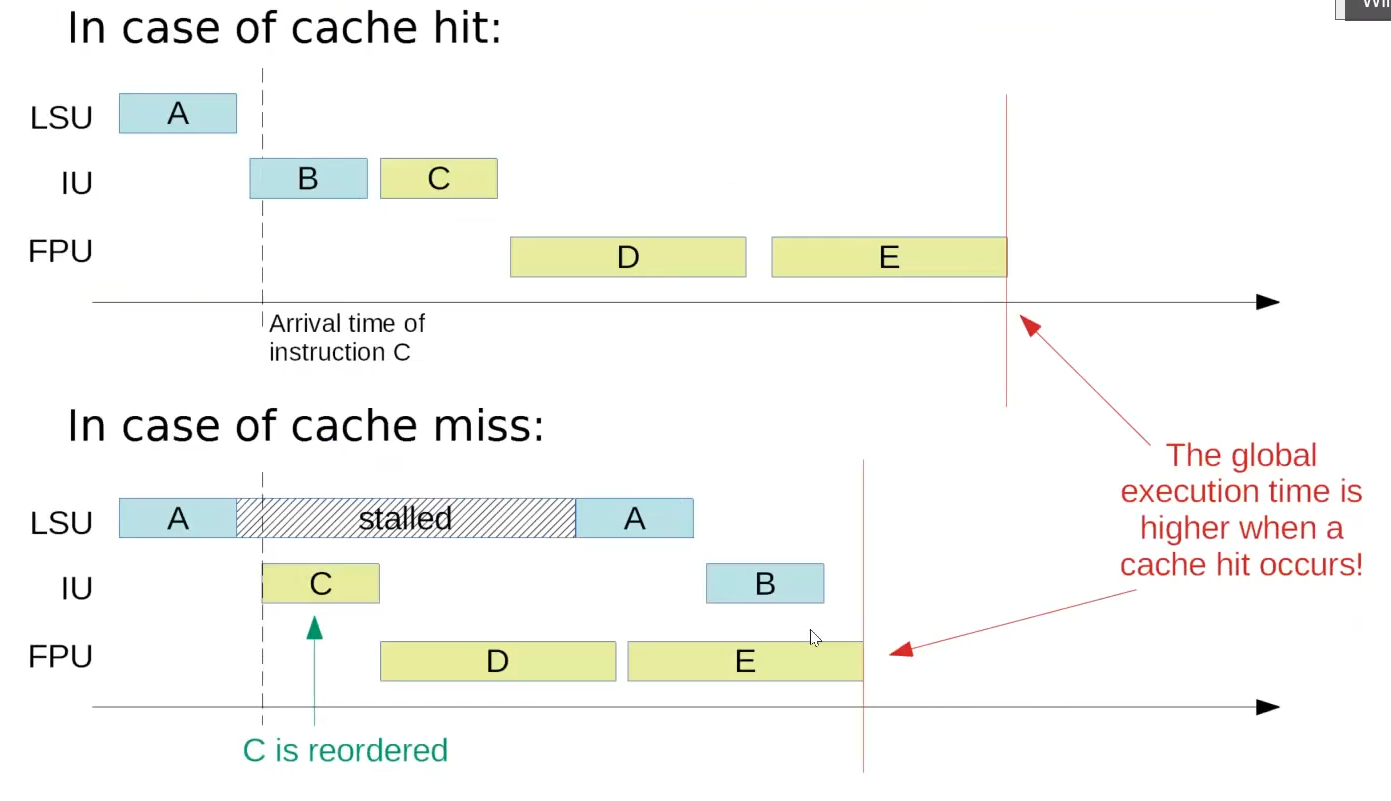 In case of cache hit:
LSU
A
IU
B
C
FPU
D
E
Arrival time of
instruction C
In case of cache miss:
LSU
A
stalled
A
IU
C
B
FPU
D
E
C is reordered
The global
execution time is
higher when a
cache hit occurs!